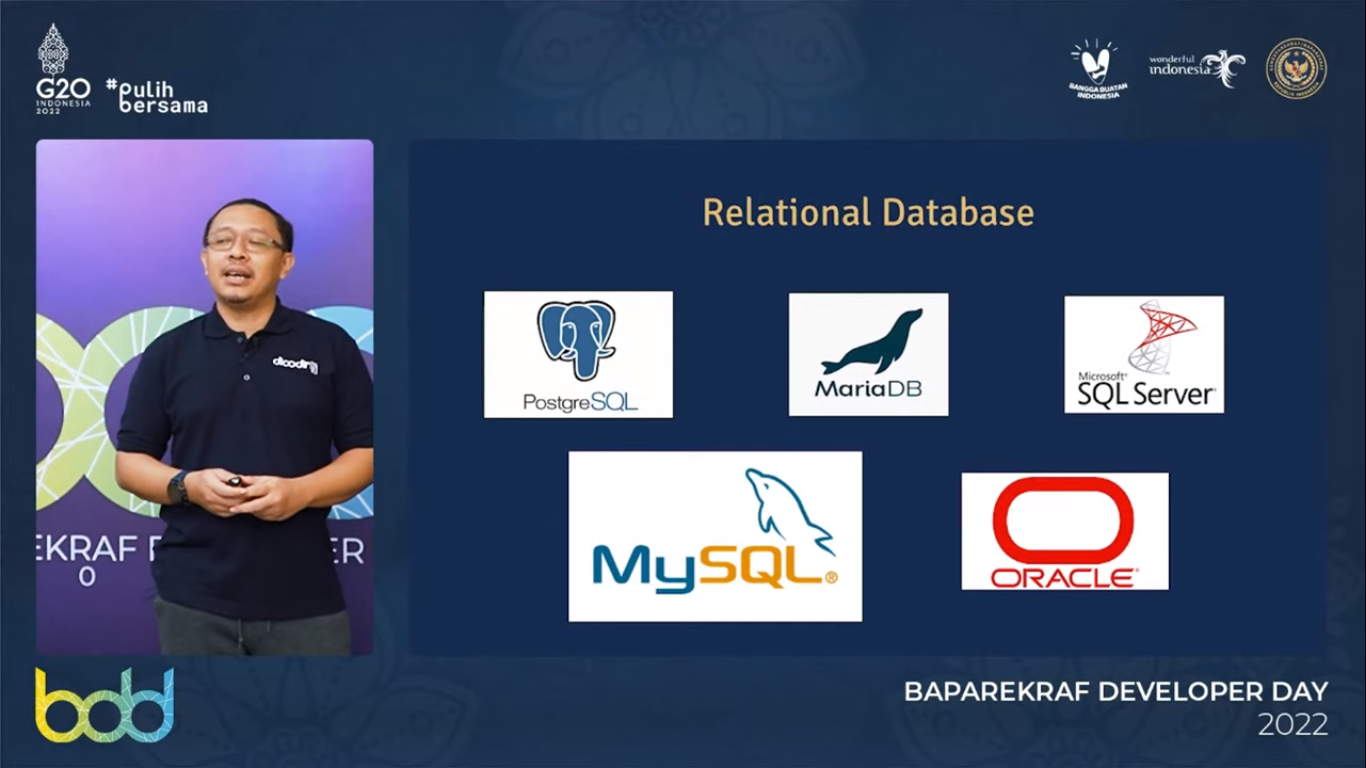 G20
INDONESIA
2022
#pulih
bersama
BANGGA BUATAN
INDONESIA
wonderful
indonesia
Relational Database
PostgreSQL
MariaDB
Microsoft®
SQL Server®
MySQL®
ORACLE®
dicoding
EKRAF
ER
0
bdd
BAPAREKRAF DEVELOPER DAY
2022